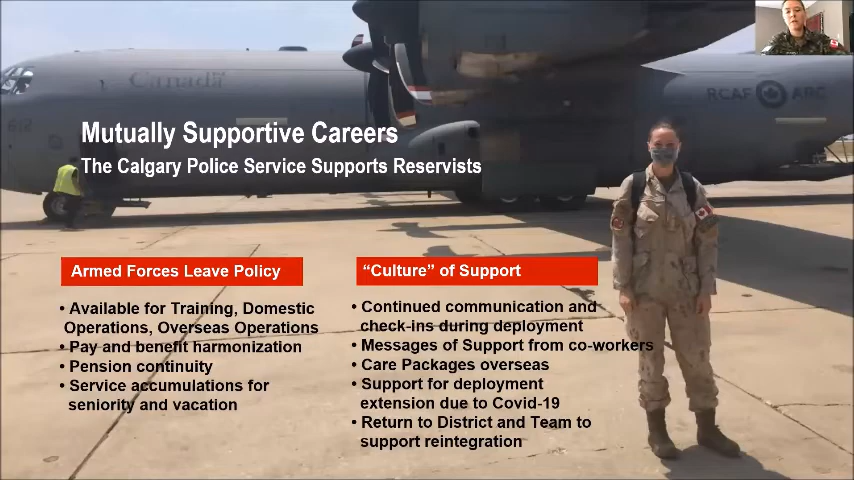 Canada
RCAF ARC
612
Mutually Supportive Careers
The Calgary Police Service Supports Reservists
Armed Forces Leave Policy
• Available for Training, Domestic
Operations, Overseas Operations
• Pay and benefit harmonization
• Pension continuity
• Service accumulations for
seniority and vacation
“Culture” of Support
• Continued communication and
check-ins during deployment
• Messages of Support from co-workers
• Care Packages overseas
• Support for deployment
extension due to Covid-19
• Return to District and Team to
support reintegration